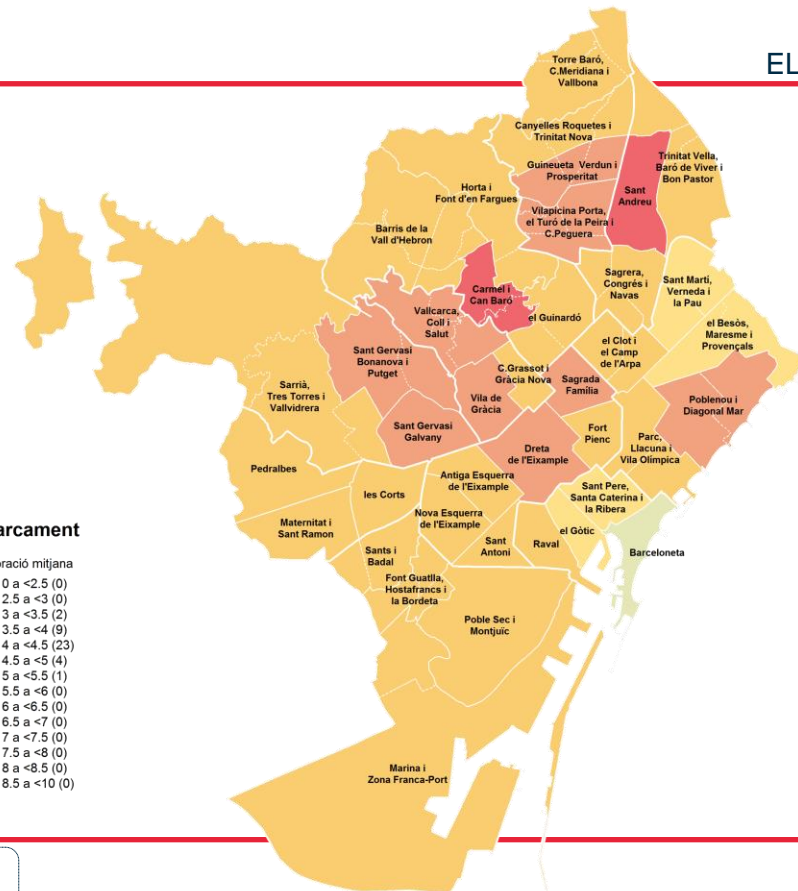 EL
Torre Baró,
C.Meridiana i
Vallbona
Canyelles Roquetes i
Trinitat Nova
Guineueta Verdun i
Prosperitat
Trinitat Vella,
Baró de Viver i
Bon Pastor
Sant
Andreu
Horta i
Font d'en Fargues
Vilapicina Porta,
el Turó de la Peira i
C.Peguera
Barris de la
Vall d'Hebron
Sagrera,
Congrés i
Navas
Sant Martí,
Verneda i
la Pau
Carmel i
Can Baró
Vallcarca,
Coll i
Salut
el Guinardó
el Besòs,
Maresme i
Provençals
el Clot i
el Camp
de l'Arpa
Sant Gervasi
Bonanova i
Putget
C.Grassot i
Gràcia Nova
Sagrada
Família
Sarrià,
Tres Torres i
Vallvidrera
Vila de
Gràcia
Poblenou i
Diagonal Mar
Sant Gervasi
Galvany
Fort
Pienc
Parc,
Llacuna i
Vila Olímpica
Dreta
de l'Eixample
Pedralbes
Antiga Esquerra
de l'Eixample
Sant Pere,
Santa Caterina i
la Ribera
les Corts
Nova Esquerra
de l'Eixample
Maternitat i
Sant Ramon
el Gòtic
Sant
Antoni
Raval
Barceloneta
Sants i
Badal
Font Guatlla,
Hostafrancs i
la Bordeta
Poble Sec i
Montjuïc
Marina i
Zona Franca-Port
arcament
oració mitjana
0 a <2.5 (0)
2.5 a <3 (0)
3 a <3.5 (2)
3.5 a <4 (9)
4 a <4.5 (23)
4.5 a <5 (4)
5 a <5.5 (1)
5.5 a <6 (0)
6 a <6.5 (0)
6.5 a <7 (0)
7 a <7.5 (0)
7.5 a <8 (0)
8 a <8.5 (0)
8.5 a <10 (0)